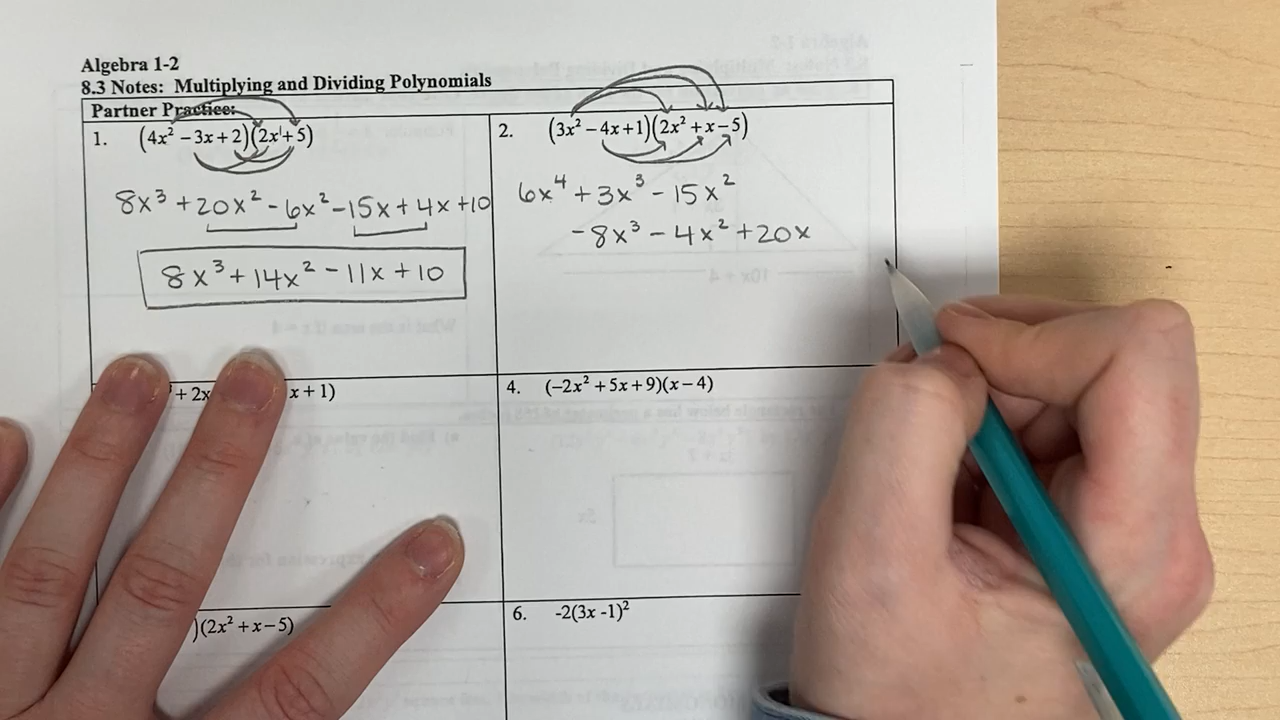 Algebra 1-2
8.3 Notes: Multiplying and Dividing Polynomials
Partner Practice:
1. (4x² − 3x + 2)(2x + 5)
8x³ + 20x² − 6x² − 15x + 4x + 10
8x³ + 14x² − 11x + 10
2. (3x² − 4x + 1)(2x² + x − 5)
6x⁴ + 3x³ − 15x²
−8x³ − 4x² + 20x
+ 2x x + 1)
4. (−2x² + 5x + 9)(x − 4)
)(2x² + x − 5)
6. -2(3x -1)²